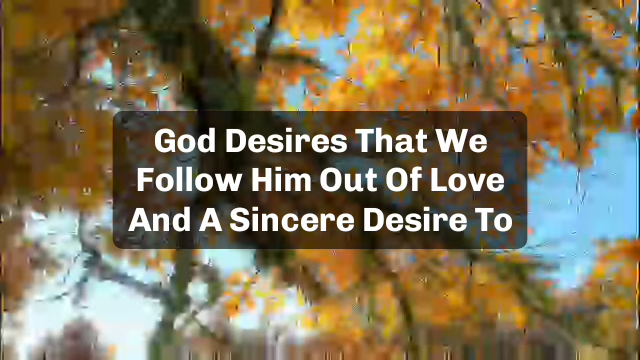 God Desires That We
Follow Him Out Of Love
And A Sincere Desire To